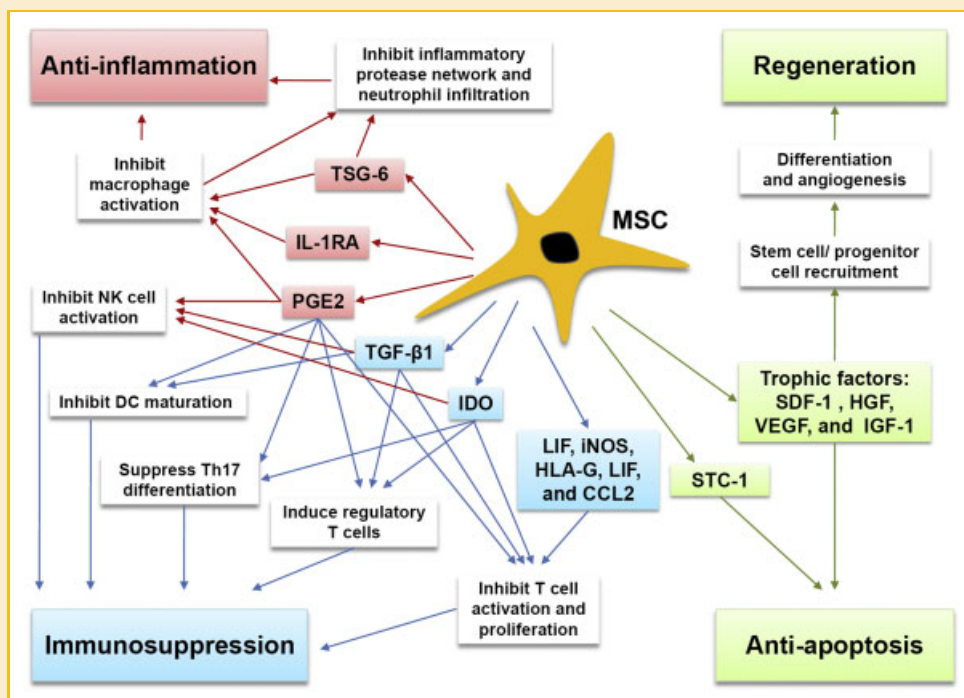 Anti-inflammation
Inhibit inflammatory
protease network and
neutrophil infiltration
Regeneration
Inhibit
macrophage
activation
TSG-6
Differentiation
and angiogenesis
MSC
IL-1RA
Stem cell/ progenitor
cell recruitment
Inhibit NK cell
activation
PGE2
TGF-β1
Inhibit DC maturation
IDO
Trophic factors:
SDF-1 , HGF,
VEGF, and IGF-1
LIF, iNOS,
HLA-G, LIF,
and CCL2
Suppress Th17
differentiation
STC-1
Induce regulatory
T cells
Inhibit T cell
activation and
proliferation
Immunosuppression
Anti-apoptosis